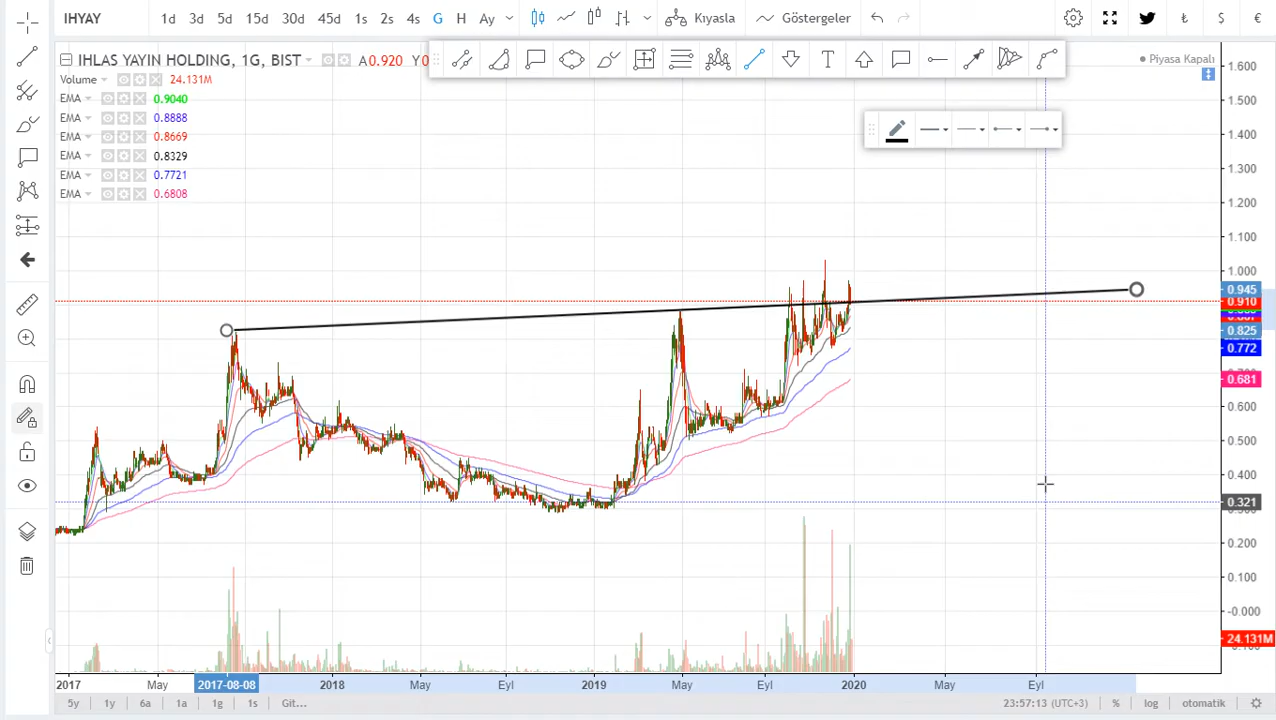 IHYAY 1d 3d 5d 15d 30d 45d 1s 2s 4s G H Ay Kıyasla Göstergeler ₺ $ €
IHLAS YAYIN HOLDING, 1G, BIST A0.920 Y0
Piyasa Kapalı
Volume 24.131M
EMA 0.9040
EMA 0.8888
EMA 0.8669
EMA 0.8329
EMA 0.7721
EMA 0.6808
1.600
1.500
1.400
1.300
1.200
1.100
1.000
0.945
0.910
0.825
0.772
0.681
0.600
0.500
0.400
0.321
0.200
0.100
-0.000
24.131M
2017 May 2017-08-08 2018 May Eyl 2019 May Eyl 2020 May Eyl
5y 1y 6a 1a 1g 1s Git... 23:57:13 (UTC+3) % log otomatik